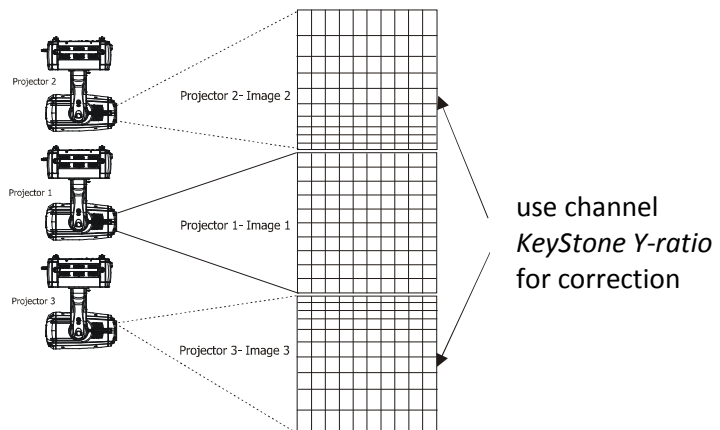 Projector 2
Projector 2- Image 2
Projector 1
Projector 1- Image 1
use channel
KeyStone Y-ratio
for correction
Projector 3
Projector 3- Image 3